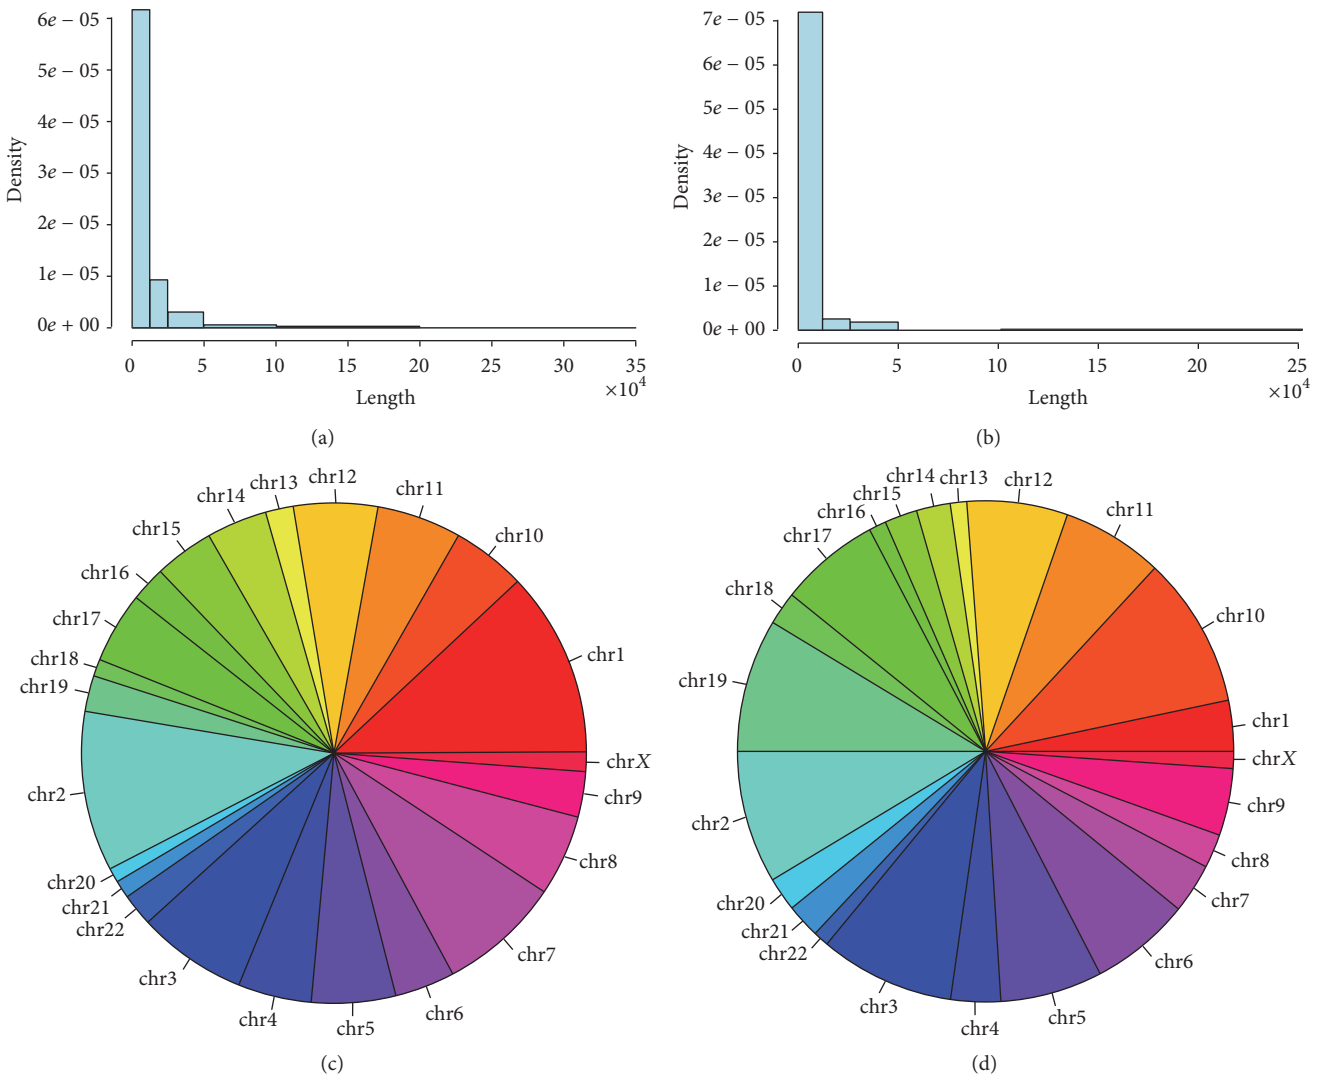 6e − 05
5e − 05
4e − 05
3e − 05
2e − 05
1e − 05
0e + 00
Density
0 5 10 15 20 25 30 35
×10⁴
Length
(a)
7e − 05
6e − 05
5e − 05
4e − 05
3e − 05
2e − 05
1e − 05
0e + 00
Density
0 5 10 15 20 25
×10⁴
Length
(b)
chr1
chr10
chr11
chr12
chr13
chr14
chr15
chr16
chr17
chr18
chr19
chr2
chr20
chr21
chr22
chr3
chr4
chr5
chr6
chr7
chr8
chr9
chrX
(c)
chr1
chr10
chr11
chr12
chr13
chr14
chr15
chr16
chr17
chr18
chr19
chr2
chr20
chr21
chr22
chr3
chr4
chr5
chr6
chr7
chr8
chr9
chrX
(d)